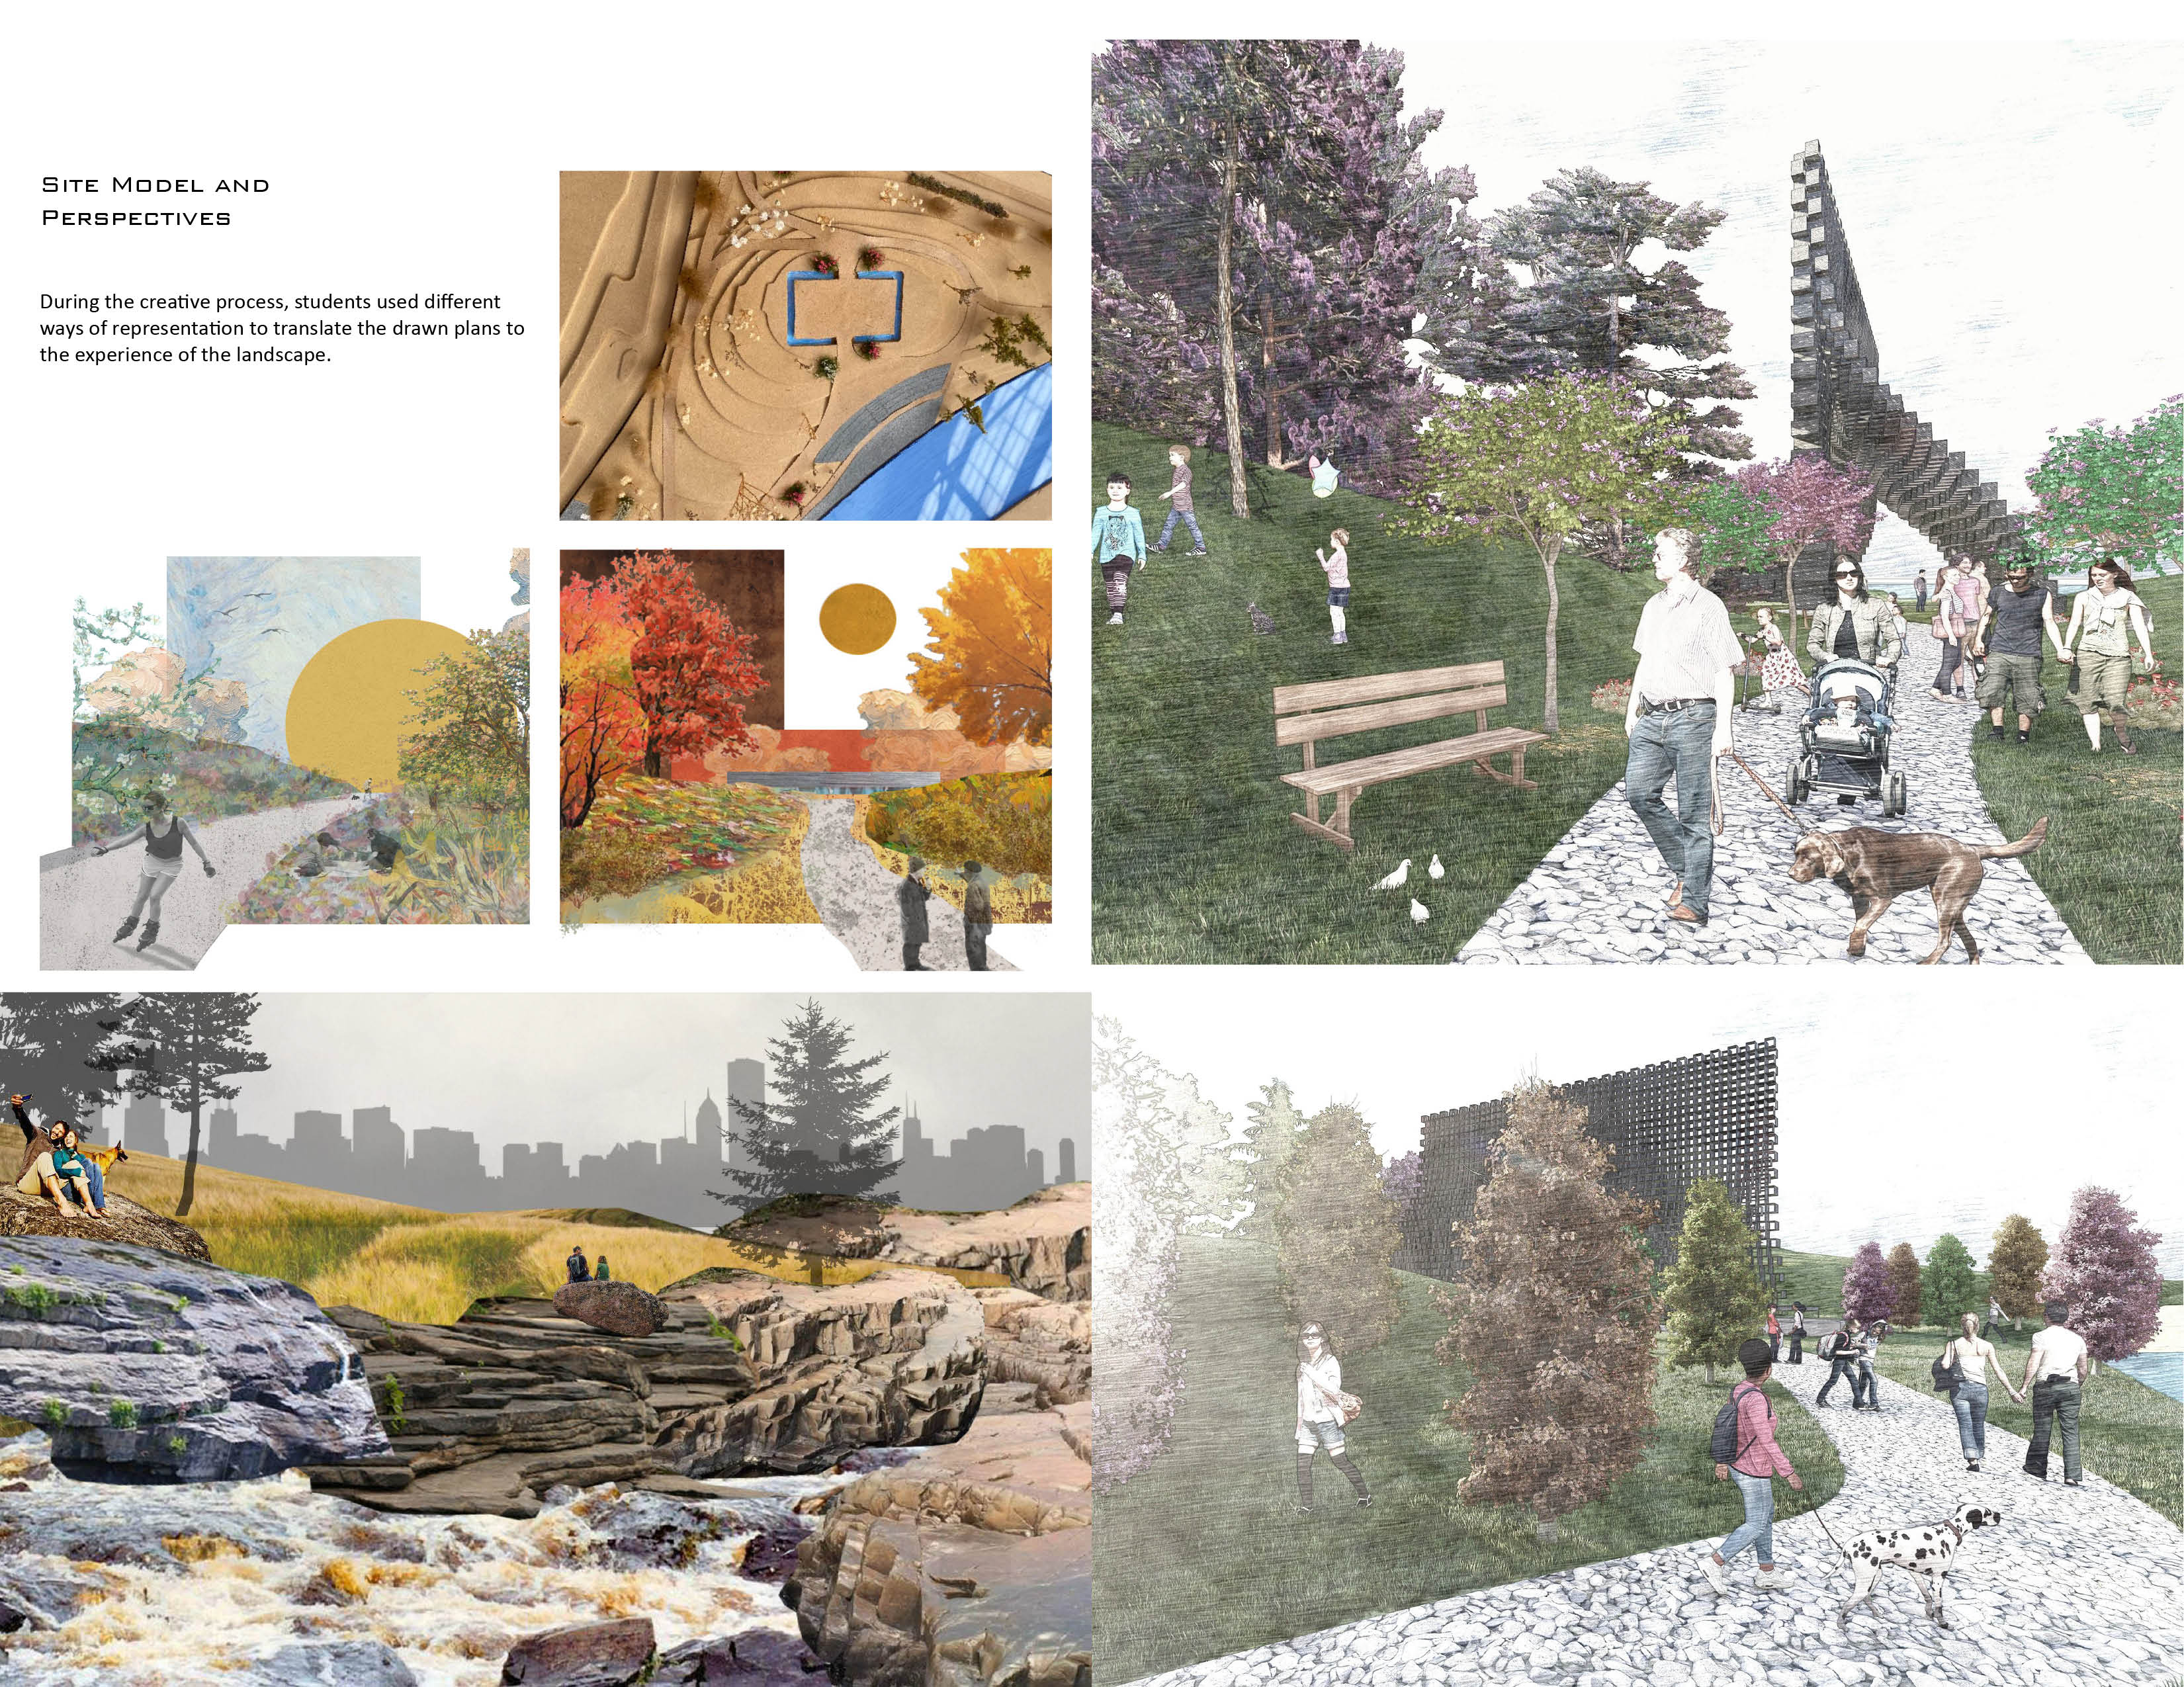 Site Model and
Perspectives
During the creative process, students used different
ways of representation to translate the drawn plans to
the experience of the landscape.